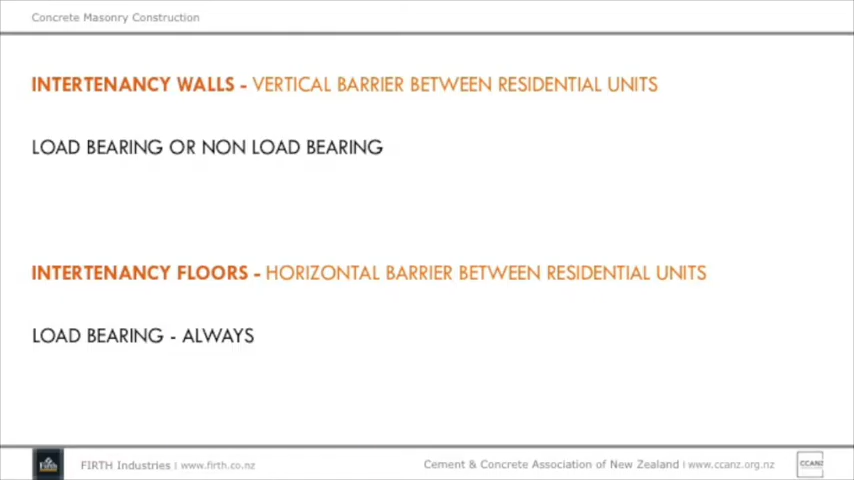 Concrete Masonry Construction
INTERTENANCY WALLS - VERTICAL BARRIER BETWEEN RESIDENTIAL UNITS
LOAD BEARING OR NON LOAD BEARING
INTERTENANCY FLOORS - HORIZONTAL BARRIER BETWEEN RESIDENTIAL UNITS
LOAD BEARING - ALWAYS
Firth
FIRTH Industries | www.firth.co.nz
Cement & Concrete Association of New Zealand | www.ccanz.org.nz
CCANZ